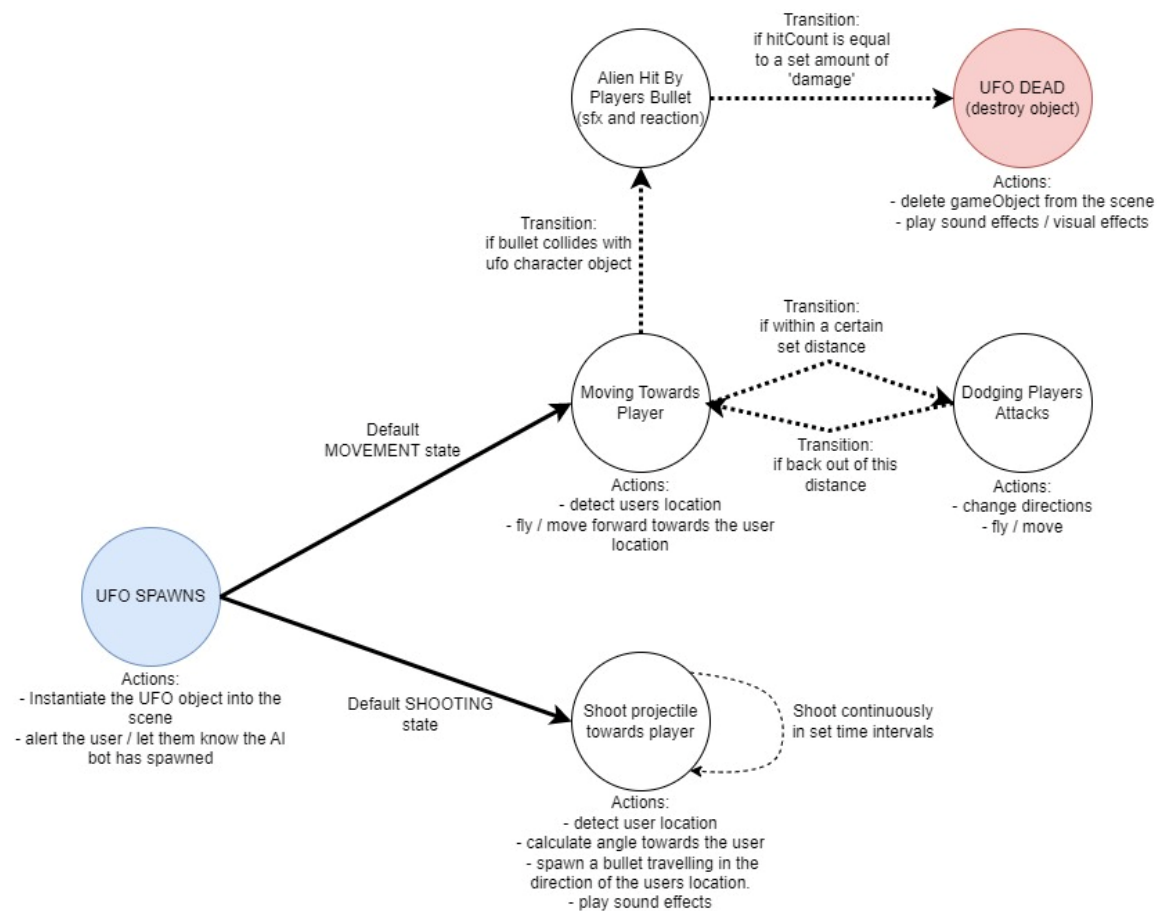 Transition:
if hitCount is equal
to a set amount of
'damage'
Alien Hit By
Players Bullet
(sfx and reaction)
UFO DEAD
(destroy object)
Actions:
- delete gameObject from the scene
- play sound effects / visual effects
Transition:
if bullet collides with
ufo character object
Transition:
if within a certain
set distance
Moving Towards
Player
Dodging Players
Attacks
Transition:
if back out of this
distance
Actions:
- detect users location
- fly / move forward towards the user
location
Actions:
- change directions
- fly / move
Default
MOVEMENT state
UFO SPAWNS
Actions:
- Instantiate the UFO object into the
scene
- alert the user / let them know the AI
bot has spawned
Default SHOOTING
state
Shoot projectile
towards player
Shoot continuously
in set time intervals
Actions:
- detect user location
- calculate angle towards the user
- spawn a bullet travelling in the
direction of the users location.
- play sound effects